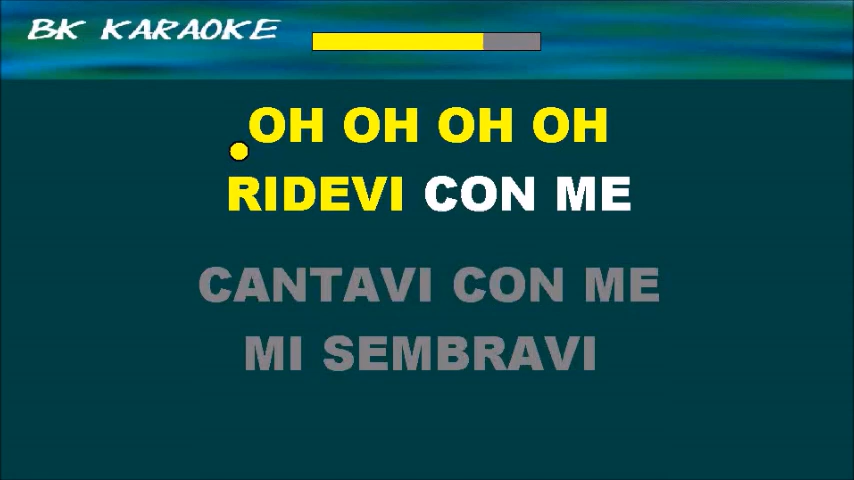 BK KARAOKE
OH OH OH OH
RIDEVI CON ME
CANTAVI CON ME
MI SEMBRAVI